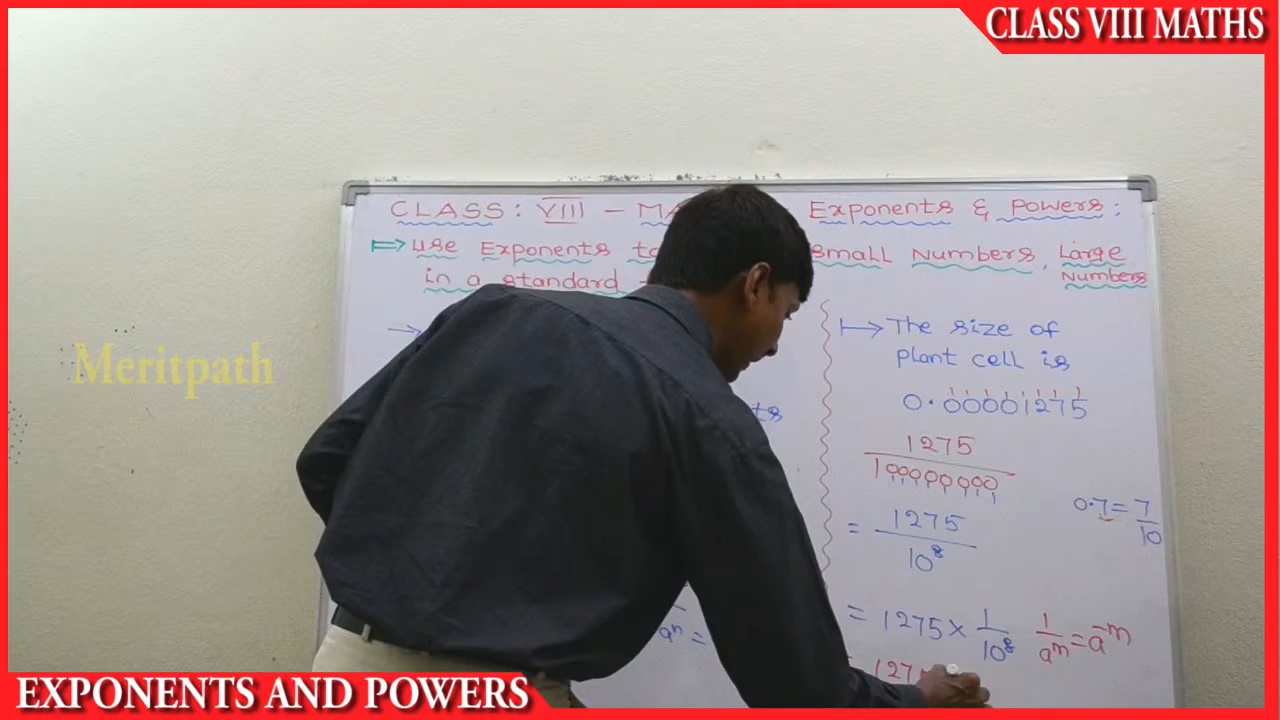 CLASS VIII MATHS
CLASS: VIII - MA Exponents & Powers:
use Exponents to small Numbers, Large Numbers
in a standard
The size of
plant cell is
0.00001275
1275
100000000
= 1275
10⁸
0.7 = 7
10
= 1275 × 1/10⁸ 1/aᵐ = a⁻ᵐ
aⁿ =
127
Meritpath
EXPONENTS AND POWERS